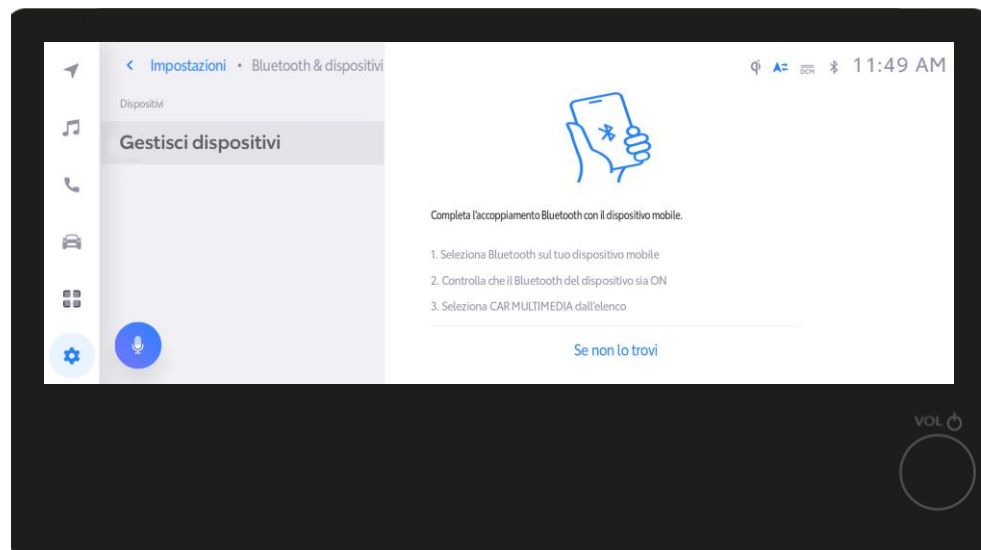 Impostazioni • Bluetooth & dispositivi
11:49 AM
Dispositivi
Gestisci dispositivi
Completa l'accoppiamento Bluetooth con il dispositivo mobile.
1. Seleziona Bluetooth sul tuo dispositivo mobile
2. Controlla che il Bluetooth del dispositivo sia ON
3. Seleziona CAR MULTIMEDIA dall'elenco
Se non lo trovi
VOL